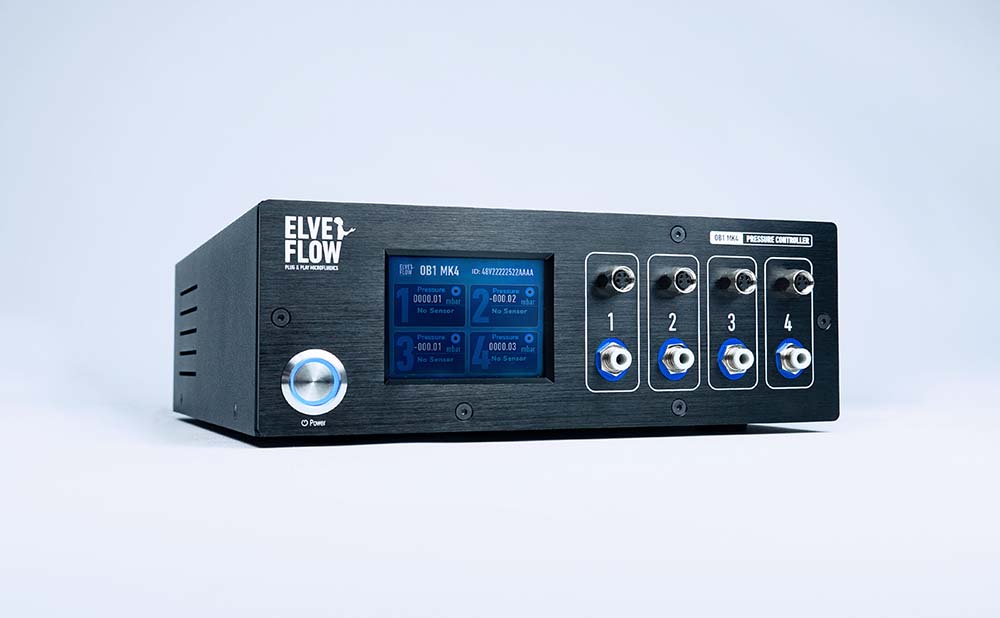 ELVE
FLOW
PLUG & PLAY MICROFLUIDICS
ELVE
FLOW
OB1 MK4
ID: 48V22222522AAAA
1
Pressure
0000.01 mbar
No Sensor
2
Pressure
-000.02 mbar
No Sensor
3
Pressure
-000.01 mbar
No Sensor
4
Pressure
0000.03 mbar
No Sensor
OB1 MK4 PRESSURE CONTROLLER
1
2
3
4
Power